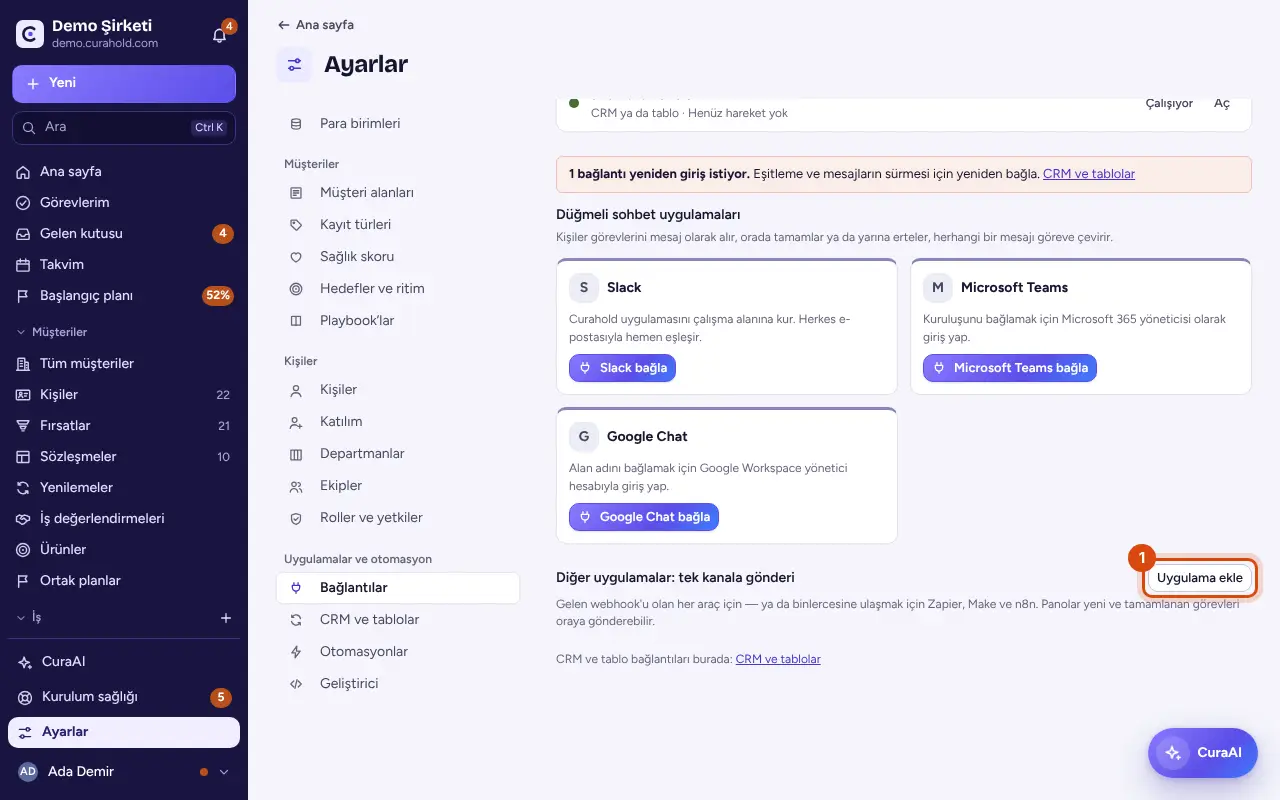 Demo Şirketi
demo.curahold.com
4
Yeni
Ara
Ctrl K
Ana sayfa
Görevlerim
Gelen kutusu
4
Takvim
Başlangıç planı
52%
Müşteriler
Tüm müşteriler
Kişiler
22
Fırsatlar
21
Sözleşmeler
10
Yenilemeler
İş değerlendirmeleri
Ürünler
Ortak planlar
İş
CuraAI
Kurulum sağlığı
5
Ayarlar
AD
Ada Demir
Ana sayfa
Ayarlar
Para birimleri
Müşteriler
Müşteri alanları
Kayıt türleri
Sağlık skoru
Hedefler ve ritim
Playbook'lar
Kişiler
Kişiler
Katılım
Departmanlar
Ekipler
Roller ve yetkiler
Uygulamalar ve otomasyon
Bağlantılar
CRM ve tablolar
Otomasyonlar
Geliştirici
CRM ya da tablo · Henüz hareket yok
Çalışıyor
Aç
1 bağlantı yeniden giriş istiyor. Eşitleme ve mesajların sürmesi için yeniden bağla. CRM ve tablolar
Düğmeli sohbet uygulamaları
Kişiler görevlerini mesaj olarak alır, orada tamamlar ya da yarına erteler, herhangi bir mesajı göreve çevirir.
S
Slack
Curahold uygulamasını çalışma alanına kur. Herkes e-
postasıyla hemen eşleşir.
Slack bağla
M
Microsoft Teams
Kuruluşunu bağlamak için Microsoft 365 yöneticisi olarak
giriş yap.
Microsoft Teams bağla
G
Google Chat
Alan adını bağlamak için Google Workspace yönetici
hesabıyla giriş yap.
Google Chat bağla
Diğer uygulamalar: tek kanala gönderi
1
Uygulama ekle
Gelen webhook'u olan her araç için — ya da binlercesine ulaşmak için Zapier, Make ve n8n. Panolar yeni ve tamamlanan görevleri
oraya gönderebilir.
CRM ve tablo bağlantıları burada: CRM ve tablolar
CuraAI